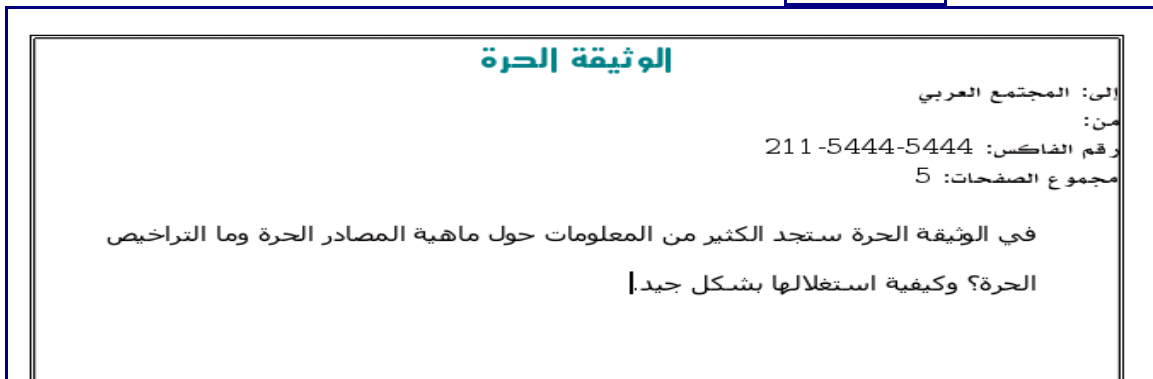 الوثيقة الحرة
إلى: المجتمع العربي
من:
رقم الفاكس: 5444-5444-211
مجموع الصفحات: 5
في الوثيقة الحرة ستجد الكثير من المعلومات حول ماهية المصادر الحرة وما التراخيص
الحرة؟ وكيفية استغلالها بشكل جيد.